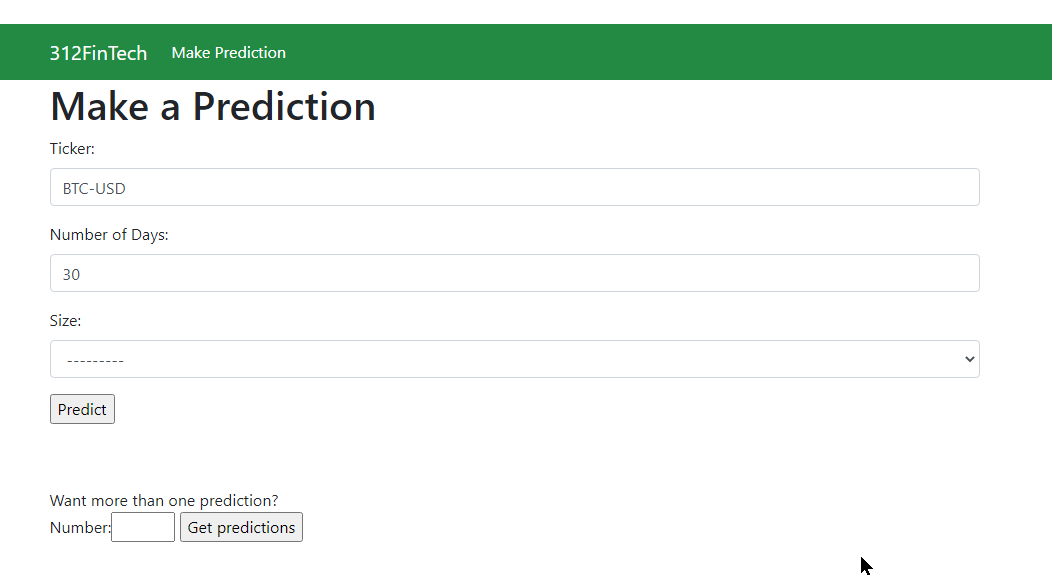 312FinTech Make Prediction
Make a Prediction
Ticker:
BTC-USD
Number of Days:
30
Size:
---------
Predict
Want more than one prediction?
Number: Get predictions